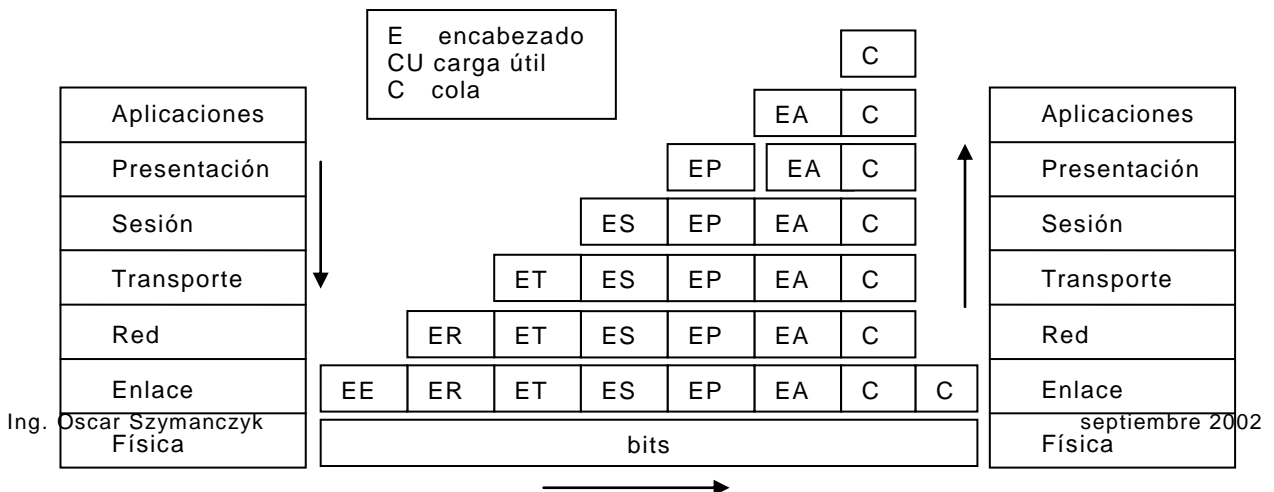 E encabezado
CU carga útil
C cola
C
Aplicaciones EA C Aplicaciones
Presentación EP EA C Presentación
Sesión ES EP EA C Sesión
Transporte ET ES EP EA C Transporte
Red ER ET ES EP EA C Red
Enlace EE ER ET ES EP EA C C Enlace
Ing. Oscar Szymanczyk septiembre 2002
Física bits Física